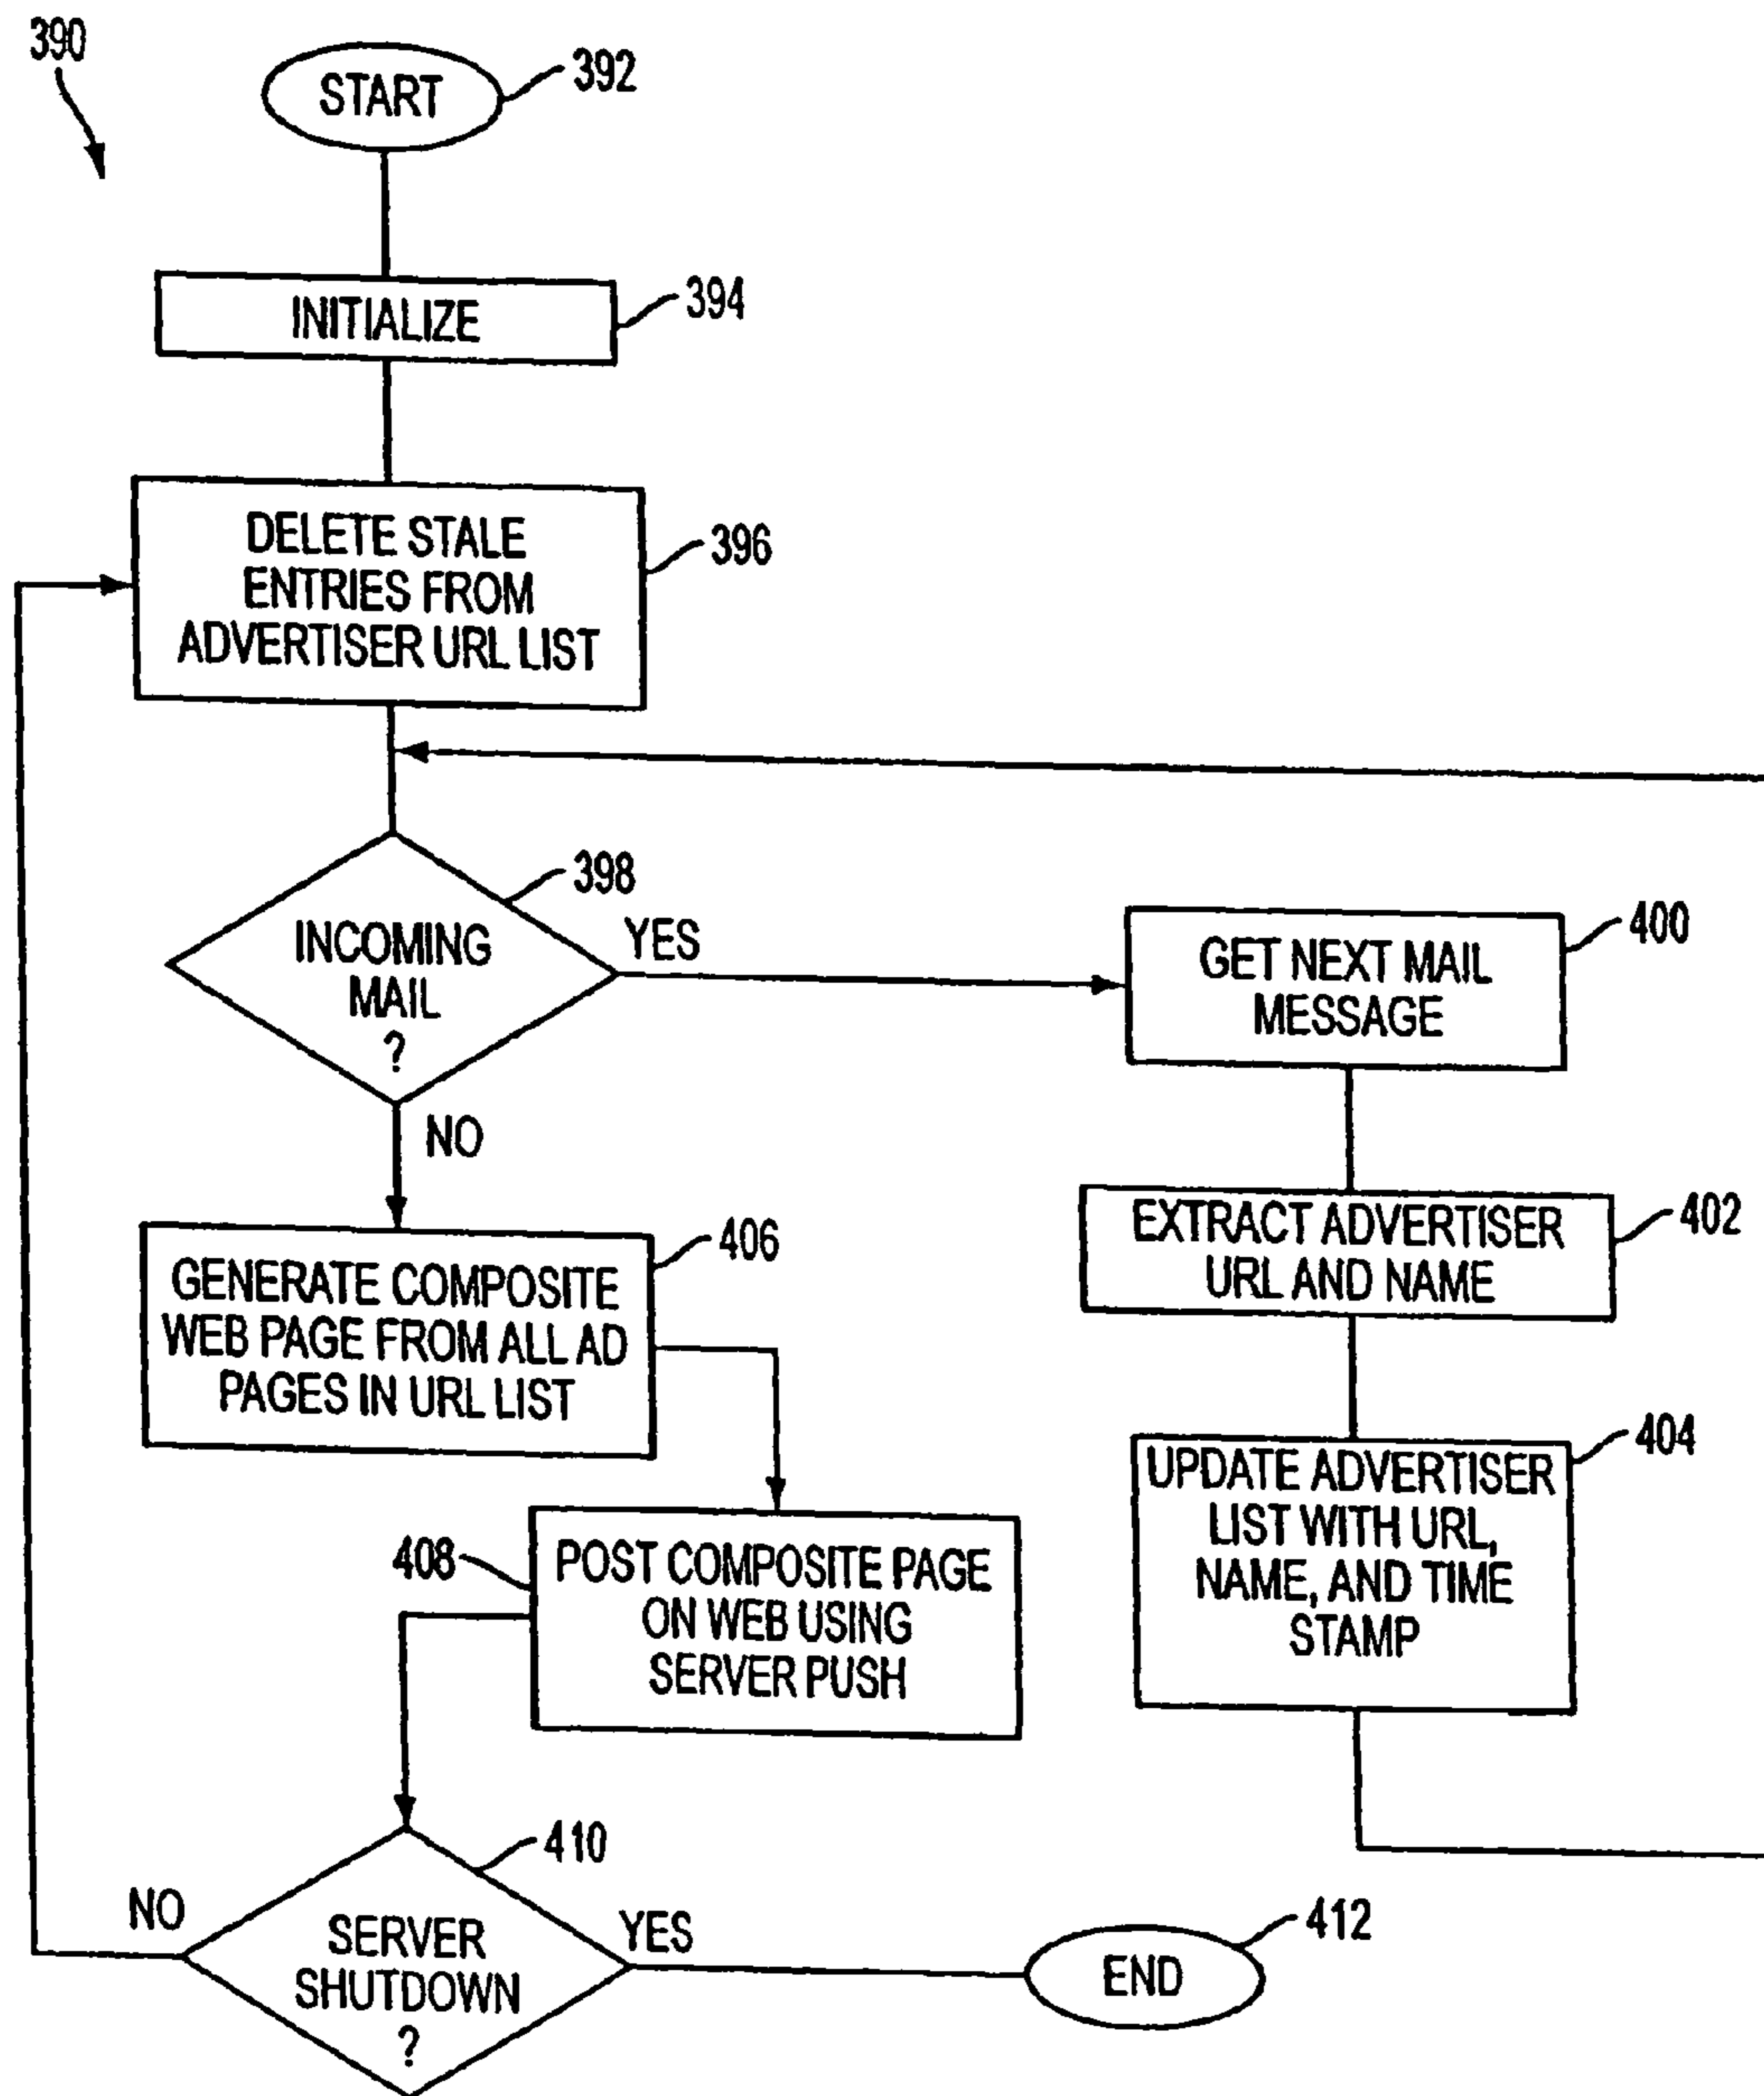 390
START
392
INITIALIZE
394
DELETE STALE
ENTRIES FROM
ADVERTISER URL LIST
396
INCOMING
MAIL
?
398
YES
NO
GET NEXT MAIL
MESSAGE
400
EXTRACT ADVERTISER
URL AND NAME
402
UPDATE ADVERTISER
LIST WITH URL,
NAME, AND TIME
STAMP
404
GENERATE COMPOSITE
WEB PAGE FROM ALL AD
PAGES IN URL LIST
406
408
POST COMPOSITE PAGE
ON WEB USING
SERVER PUSH
410
NO
SERVER
SHUTDOWN
?
YES
END
412